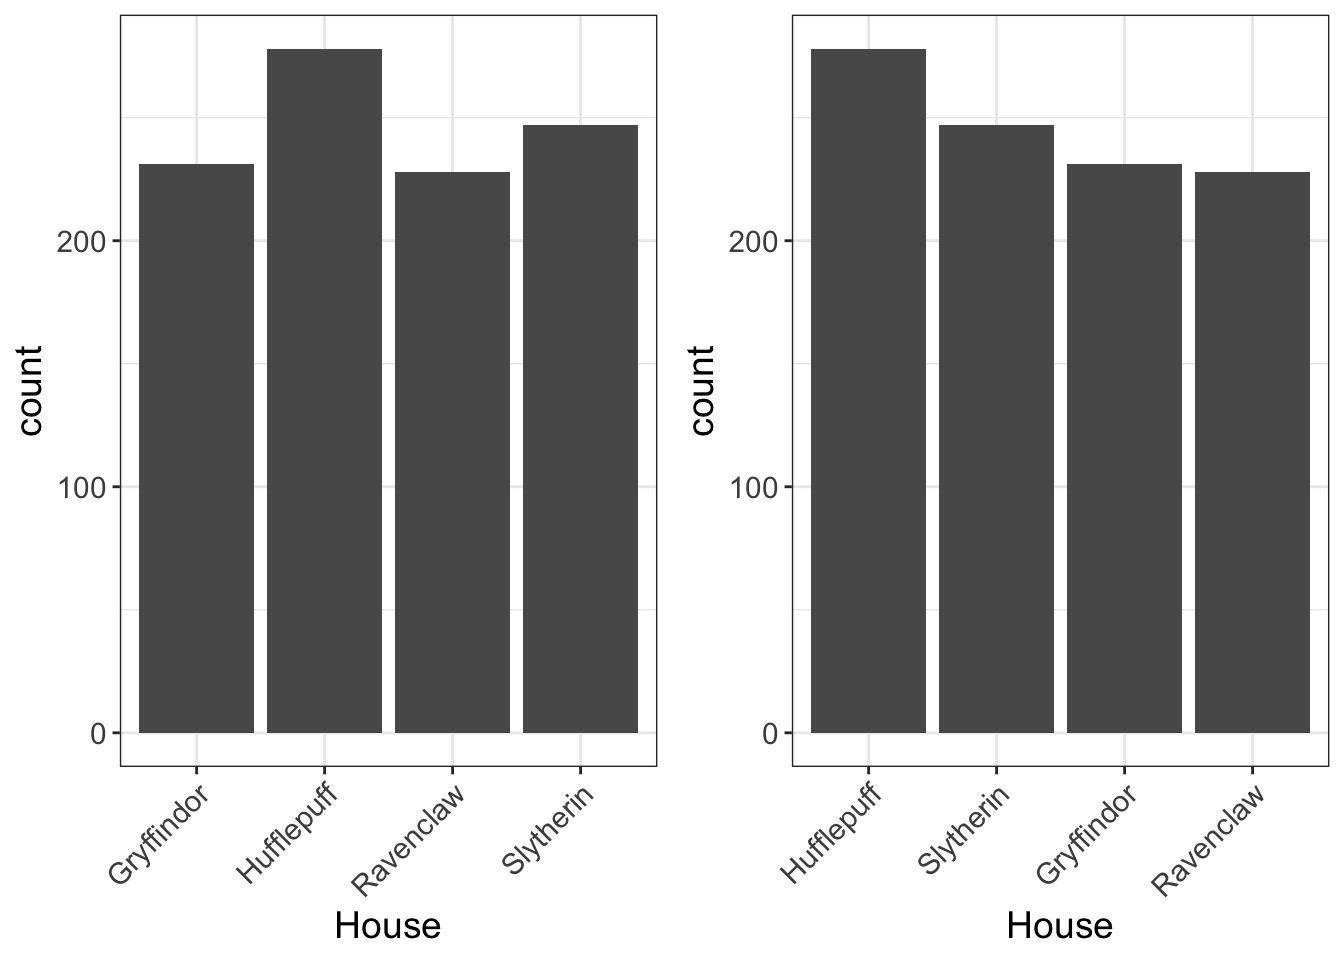 count
200
100
0
Gryffindor
Hufflepuff
Ravenclaw
Slytherin
House
count
200
100
0
Hufflepuff
Slytherin
Gryffindor
Ravenclaw
House